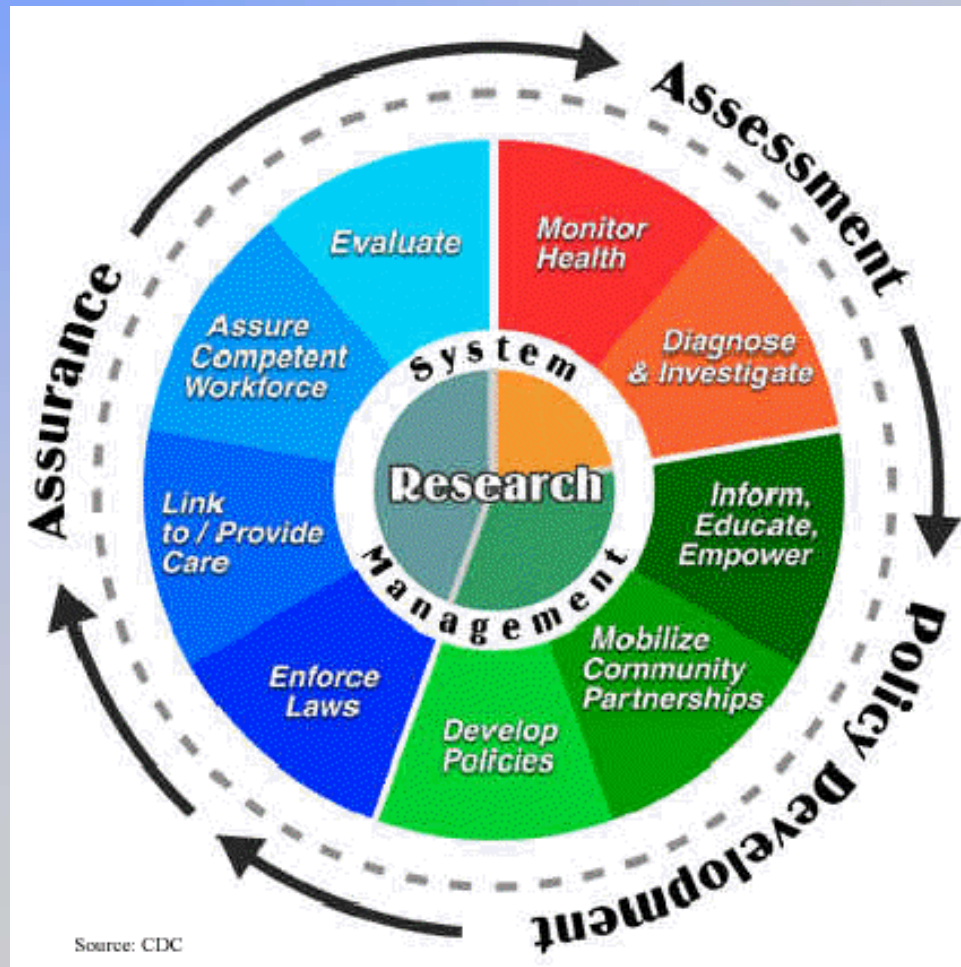 Assessment
Policy Development
Assurance
Monitor
Health
Diagnose
& Investigate
Inform,
Educate,
Empower
Mobilize
Community
Partnerships
Develop
Policies
Enforce
Laws
Link
to / Provide
Care
Assure
Competent
Workforce
Evaluate
System
Management
Research
Source: CDC